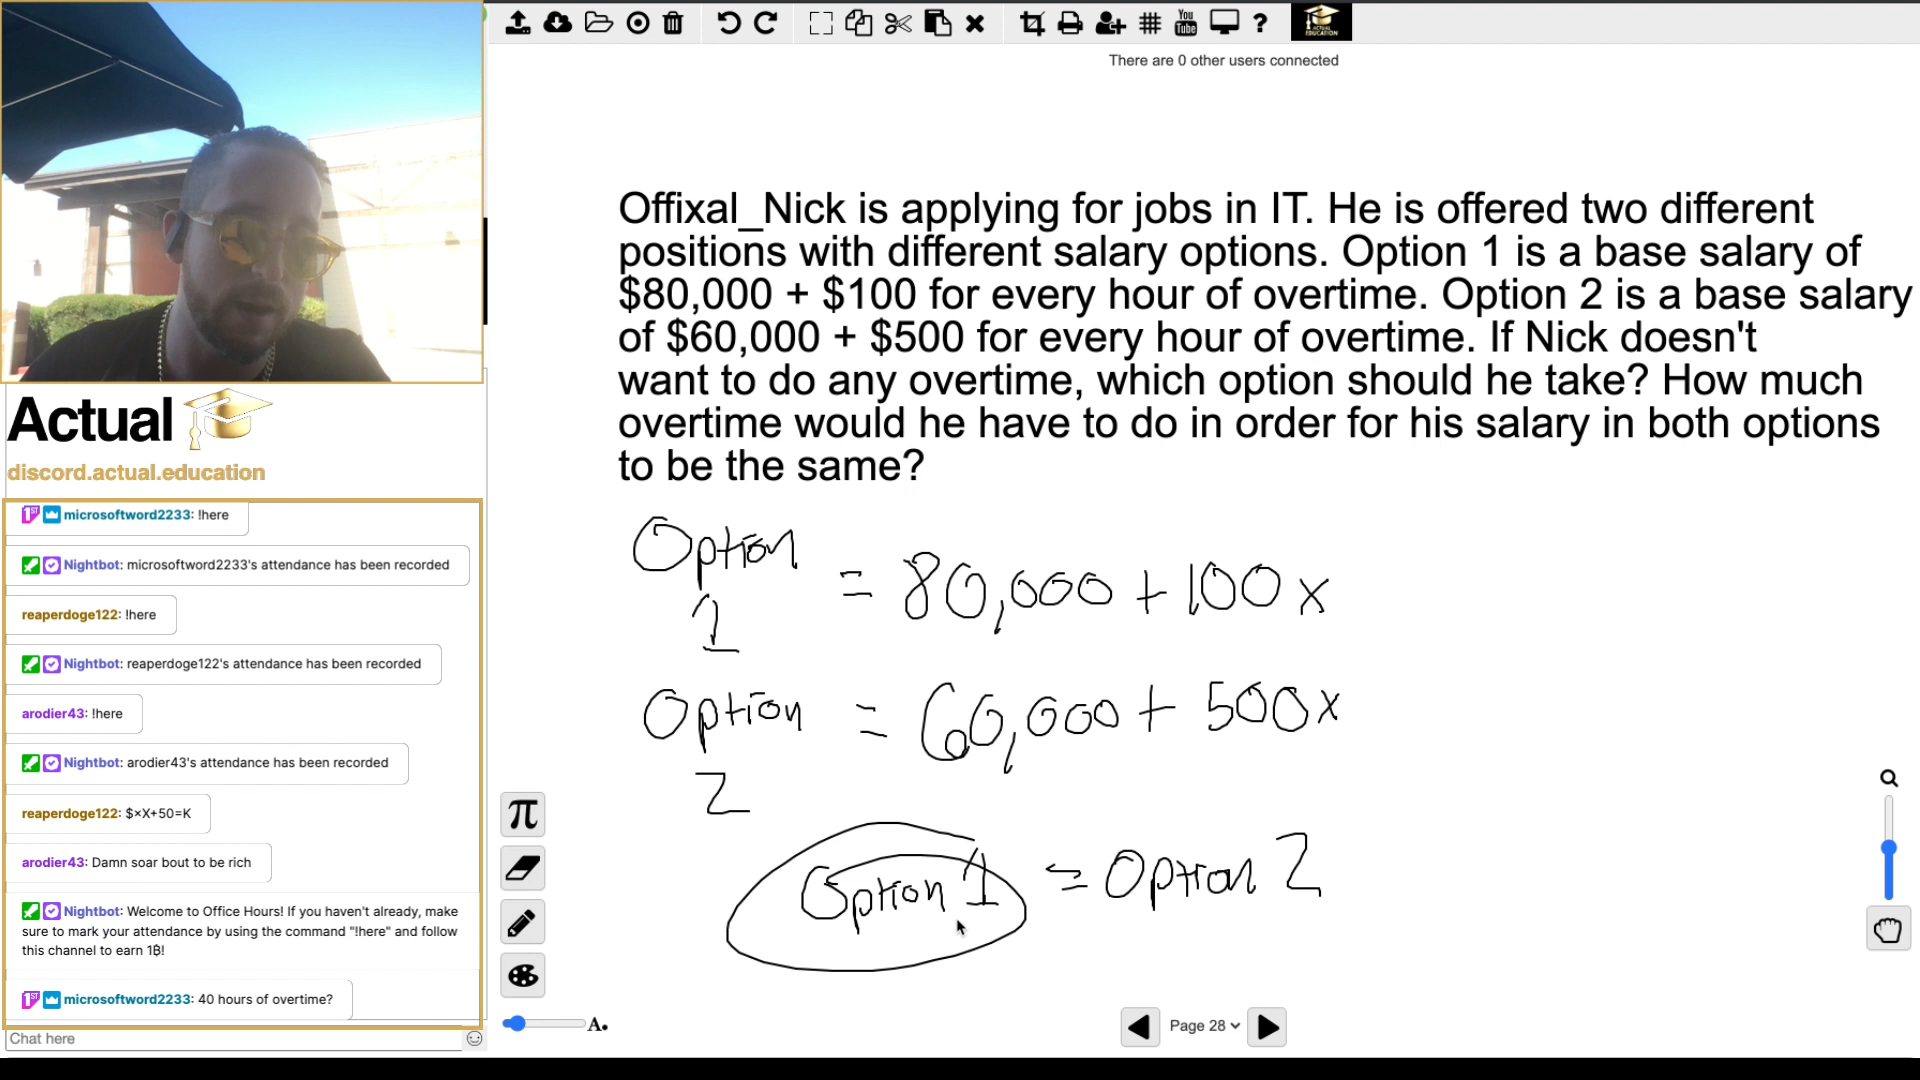 You
Tube
?
ACTUAL
EDUCATION
There are 0 other users connected
Offixal_Nick is applying for jobs in IT. He is offered two different
positions with different salary options. Option 1 is a base salary of
$80,000 + $100 for every hour of overtime. Option 2 is a base salary
of $60,000 + $500 for every hour of overtime. If Nick doesn't
want to do any overtime, which option should he take? How much
overtime would he have to do in order for his salary in both options
to be the same?
Option 1 = 80,000 + 100x
Option 2 = 60,000 + 500x
Option 1 = Option 2
Actual
discord.actual.education
1ST microsoftword2233: !here
Nightbot: microsoftword2233's attendance has been recorded
reaperdoge122: !here
Nightbot: reaperdoge122's attendance has been recorded
arodier43: !here
Nightbot: arodier43's attendance has been recorded
reaperdoge122: $×X+50=K
arodier43: Damn soar bout to be rich
Nightbot: Welcome to Office Hours! If you haven't already, make
sure to mark your attendance by using the command "!here" and follow
this channel to earn 1₿!
1ST microsoftword2233: 40 hours of overtime?
Chat here
π
A.
Page 28